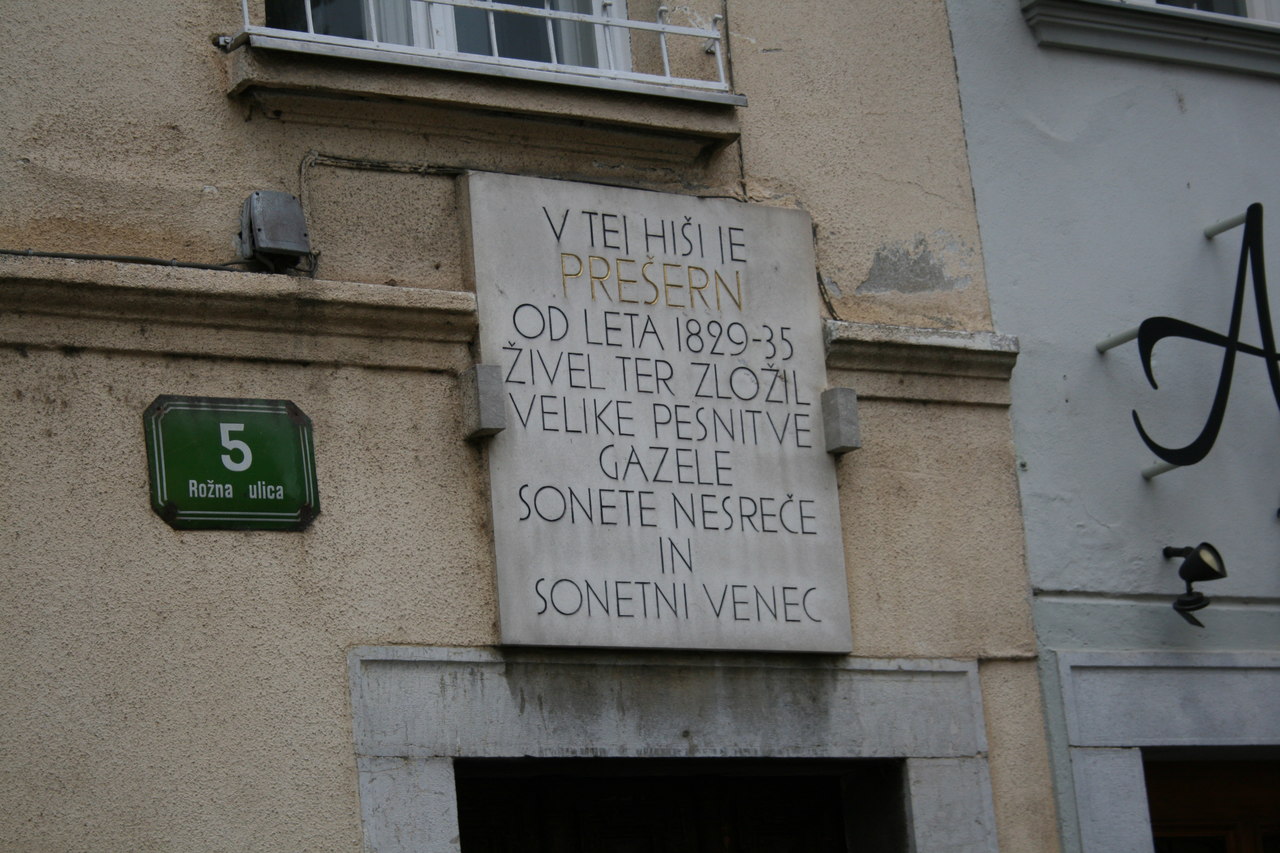 V TEJ HIŠI JE
PREŠERN
OD LETA 1829-35
ŽIVEL TER ZLOŽIL
VELIKE PESNITVE
GAZELE
SONETE NESREČE
IN
SONETNI VENEC
5
Rožna ulica
A